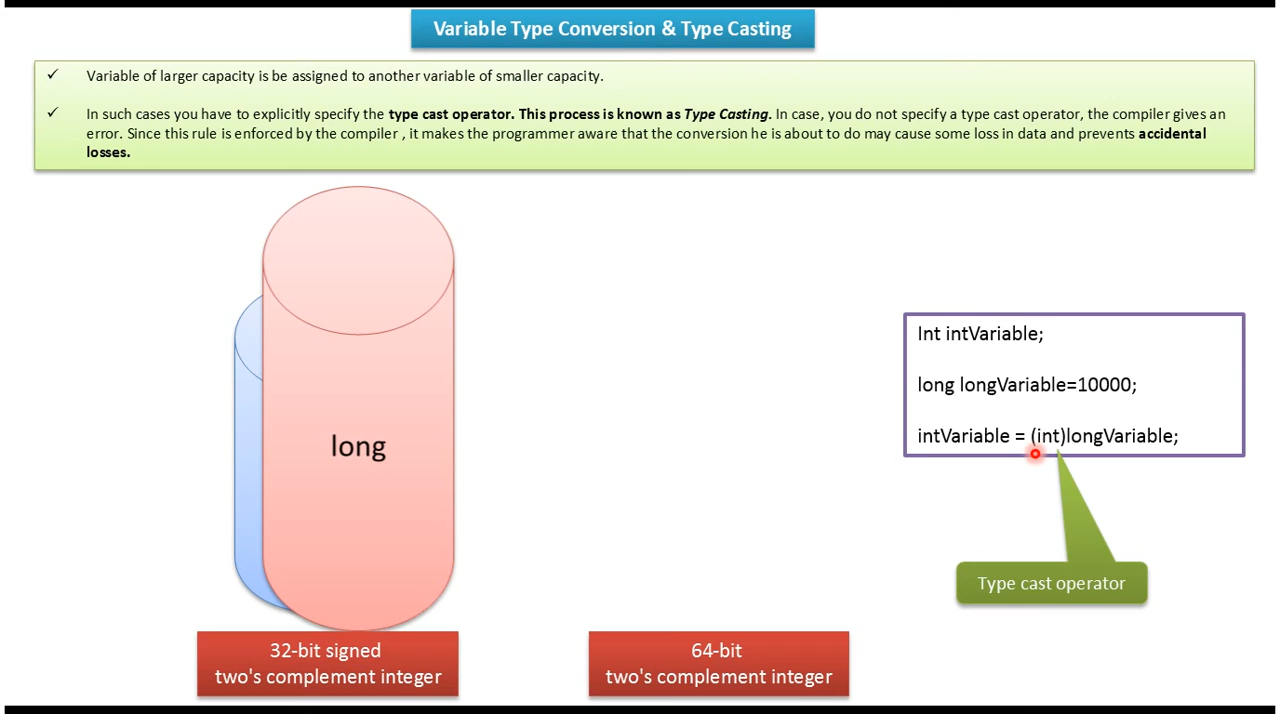 Variable Type Conversion & Type Casting
✓ Variable of larger capacity is be assigned to another variable of smaller capacity.
✓ In such cases you have to explicitly specify the type cast operator. This process is known as Type Casting. In case, you do not specify a type cast operator, the compiler gives an
error. Since this rule is enforced by the compiler , it makes the programmer aware that the conversion he is about to do may cause some loss in data and prevents accidental
losses.
long
Int intVariable;
long longVariable=10000;
intVariable = (int)longVariable;
Type cast operator
32-bit signed
two's complement integer
64-bit
two's complement integer